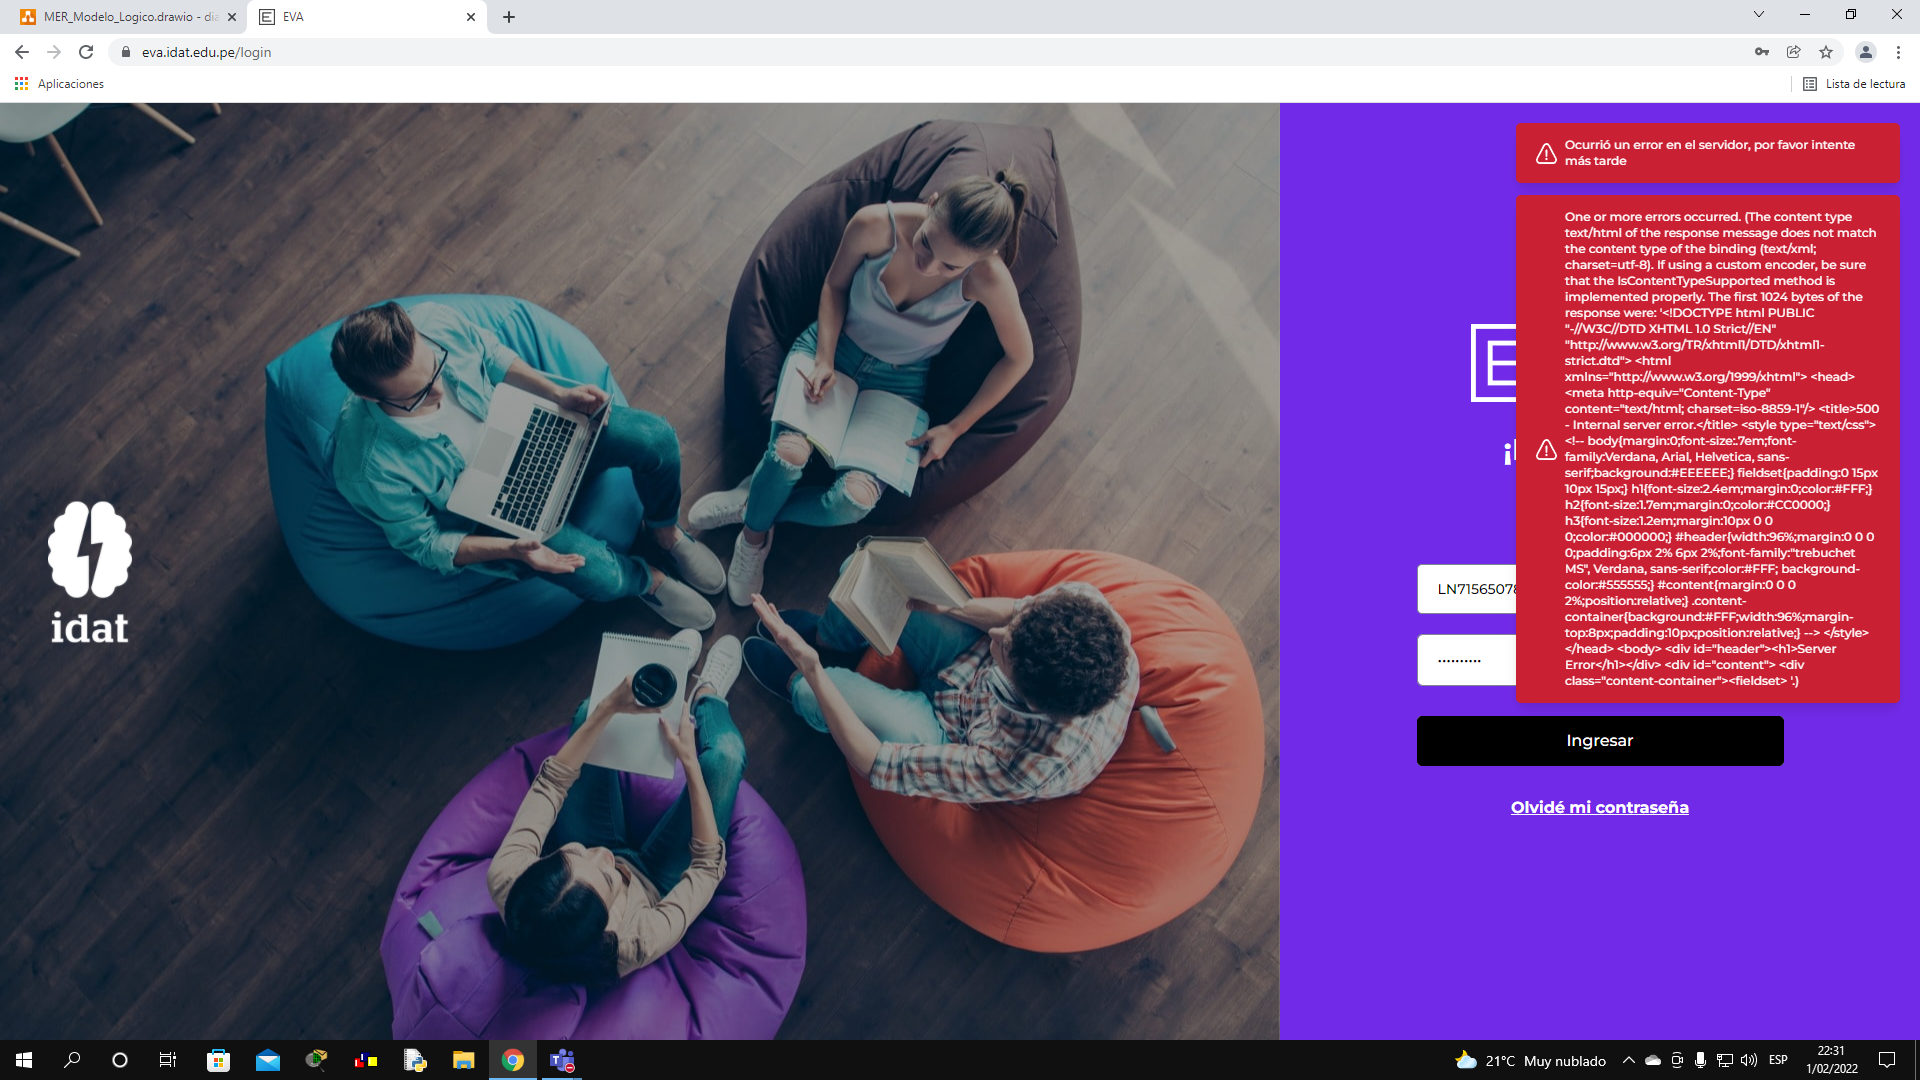 MER_Modelo_Logico.drawio - dia
EVA
eva.idat.edu.pe/login
Aplicaciones
Lista de lectura
Ocurrió un error en el servidor, por favor intente
más tarde
One or more errors occurred. (The content type
text/html of the response message does not match
the content type of the binding (text/xml;
charset=utf-8). If using a custom encoder, be sure
that the IsContentTypeSupported method is
implemented properly. The first 1024 bytes of the
response were: '<!DOCTYPE html PUBLIC
"-//W3C//DTD XHTML 1.0 Strict//EN"
"http://www.w3.org/TR/xhtml1/DTD/xhtml1-
strict.dtd"> <html
xmlns="http://www.w3.org/1999/xhtml"> <head>
<meta http-equiv="Content-Type"
content="text/html; charset=iso-8859-1"/> <title>500
- Internal server error.</title> <style type="text/css">
<!-- body{margin:0;font-size:.7em;font-
family:Verdana, Arial, Helvetica, sans-
serif;background:#EEEEEE;} fieldset{padding:0 15px
10px 15px;} h1{font-size:2.4em;margin:0;color:#FFF;}
h2{font-size:1.7em;margin:0;color:#CC0000;}
h3{font-size:1.2em;margin:10px 0 0
0;color:#000000;} #header{width:96%;margin:0 0 0
0;padding:6px 2% 6px 2%;font-family:"trebuchet
MS", Verdana, sans-serif;color:#FFF; background-
color:#555555;} #content{margin:0 0 0
2%;position:relative;} .content-
container{background:#FFF;width:96%;margin-
top:8px;padding:10px;position:relative;} --> </style>
</head> <body> <div id="header"><h1>Server
Error</h1></div> <div id="content"> <div
class="content-container"><fieldset> '.)
E
idat
LN71565078
Ingresar
Olvidé mi contraseña
21°C Muy nublado
ESP
22:31
1/02/2022